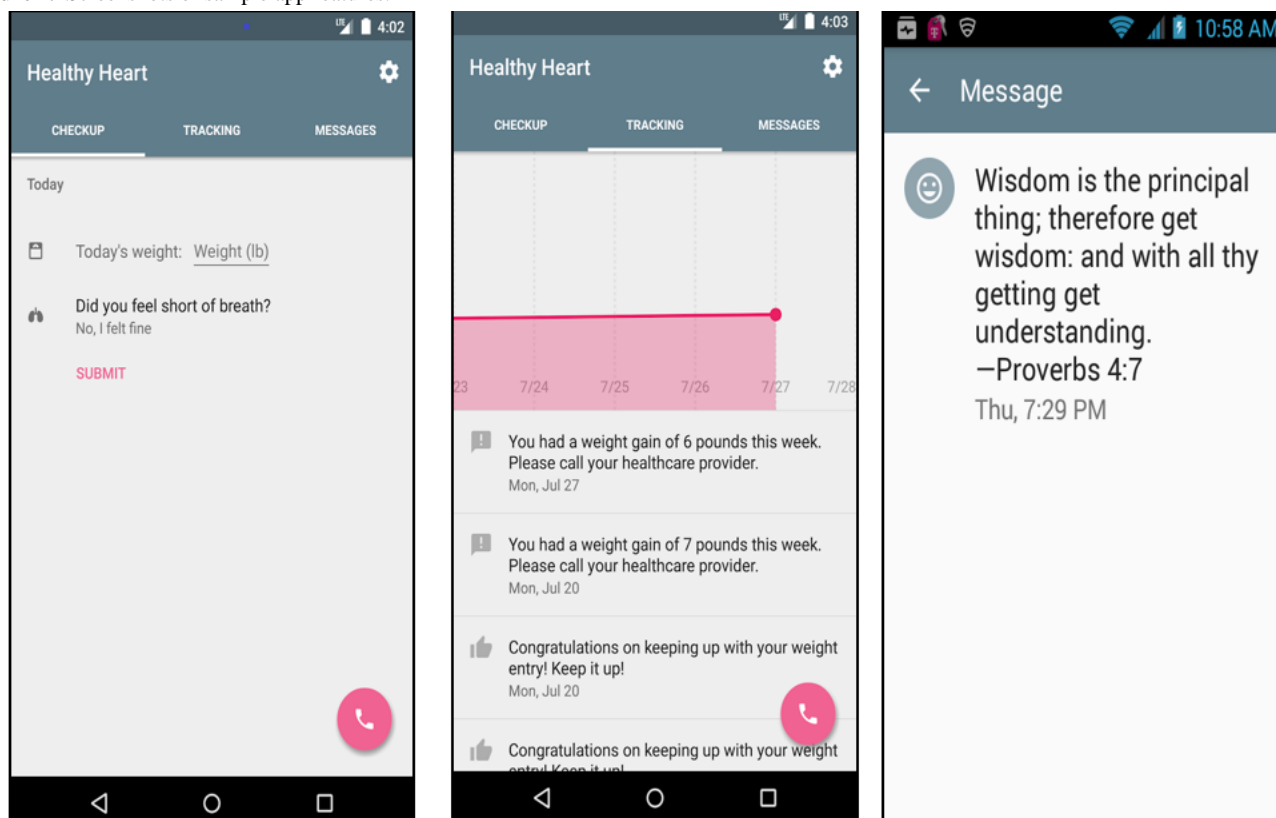 LTE 4:02
Healthy Heart
CHECKUP TRACKING MESSAGES
Today
Today's weight: Weight (lb)
Did you feel short of breath?
No, I felt fine
SUBMIT
LTE 4:03
Healthy Heart
CHECKUP TRACKING MESSAGES
23 7/24 7/25 7/26 7/27 7/28
You had a weight gain of 6 pounds this week.
Please call your healthcare provider.
Mon, Jul 27
You had a weight gain of 7 pounds this week.
Please call your healthcare provider.
Mon, Jul 20
Congratulations on keeping up with your weight
entry! Keep it up!
Mon, Jul 20
Congratulations on keeping up with your weight
entry! Keep it up!
10:58 AM
Message
Wisdom is the principal
thing; therefore get
wisdom: and with all thy
getting get
understanding.
—Proverbs 4:7
Thu, 7:29 PM